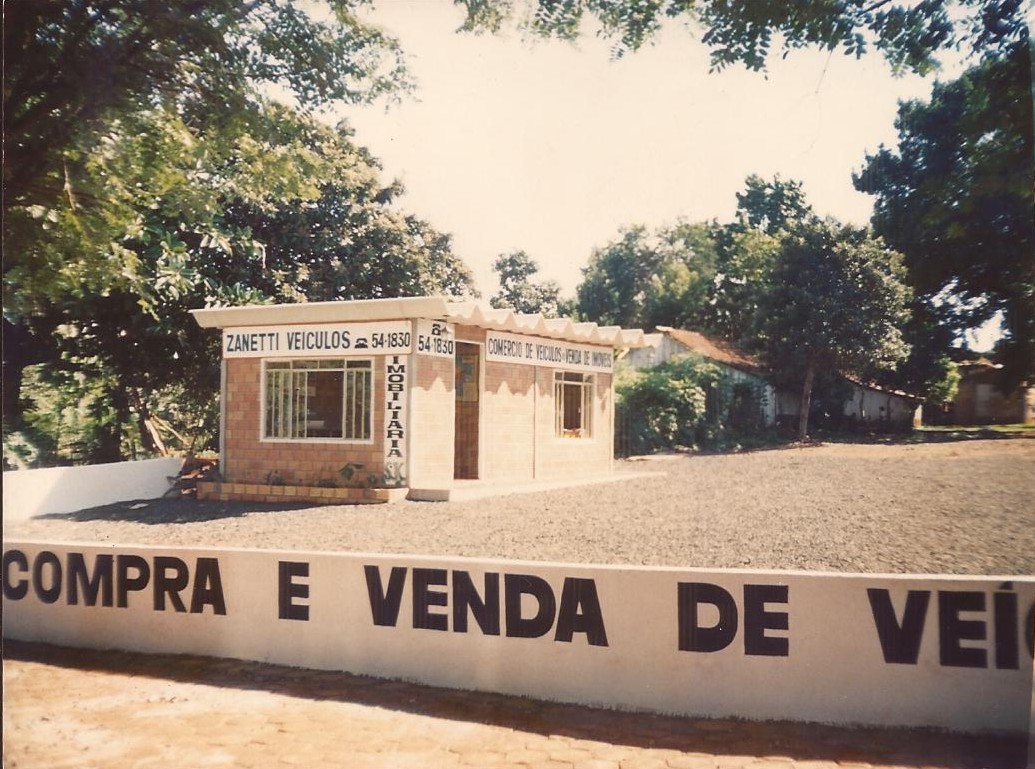 ZANETTI VEICULOS ☎ 54-1830
☎
54-1830
COMERCIO DE VEICULOS E VENDA DE IMOVEIS
IMOBILIARIA
SK
COMPRA E VENDA DE VEÍ